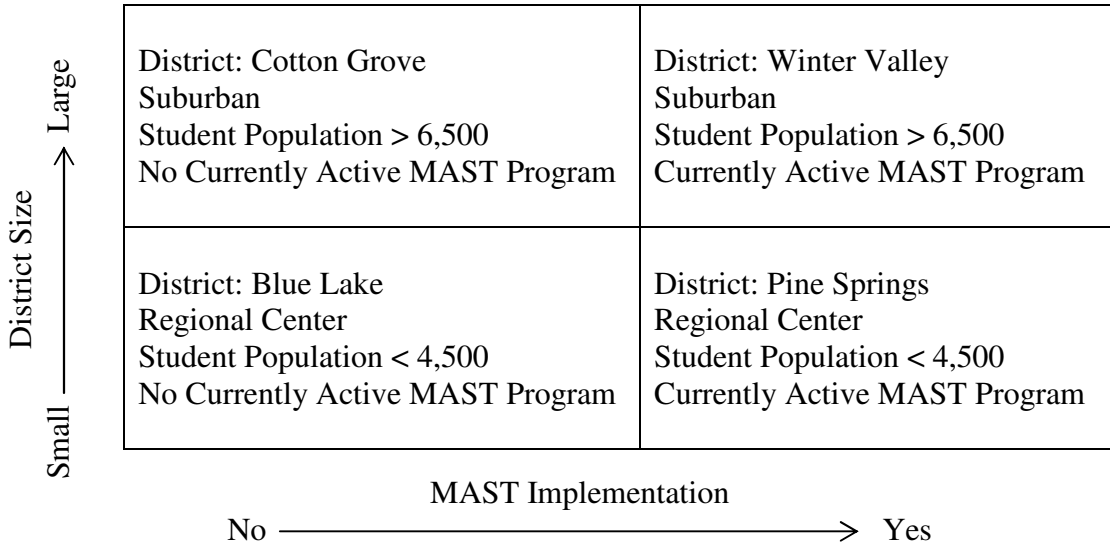 District: Cotton Grove
Suburban
Student Population > 6,500
No Currently Active MAST Program
District: Winter Valley
Suburban
Student Population > 6,500
Currently Active MAST Program
District: Blue Lake
Regional Center
Student Population < 4,500
No Currently Active MAST Program
District: Pine Springs
Regional Center
Student Population < 4,500
Currently Active MAST Program
District Size
Large
Small
MAST Implementation
No
Yes